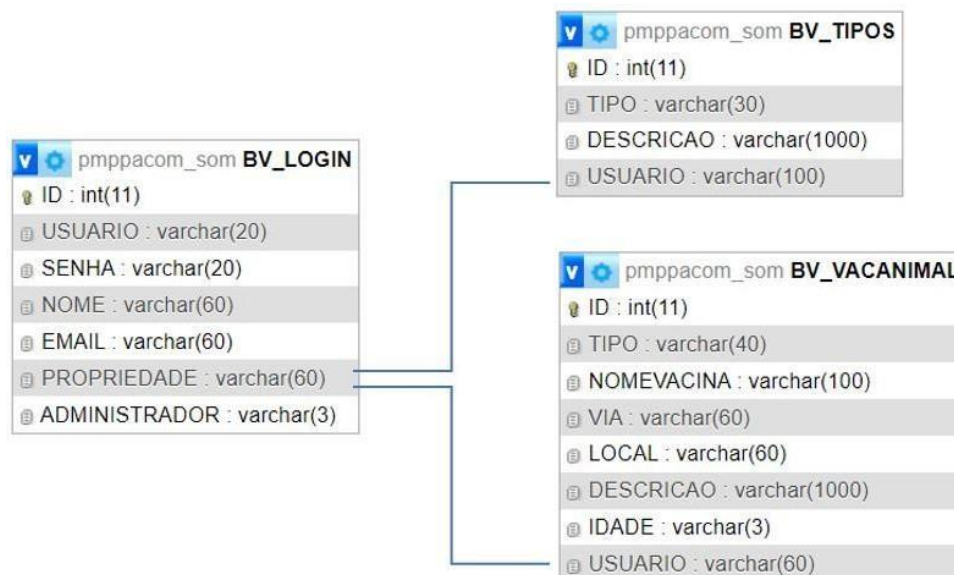 pmppacom_som BV_TIPOS
ID : int(11)
TIPO : varchar(30)
DESCRICAO : varchar(1000)
USUARIO : varchar(100)
pmppacom_som BV_LOGIN
ID : int(11)
USUARIO : varchar(20)
SENHA : varchar(20)
NOME : varchar(60)
EMAIL : varchar(60)
PROPRIEDADE : varchar(60)
ADMINISTRADOR : varchar(3)
pmppacom_som BV_VACANIMAL
ID : int(11)
TIPO : varchar(40)
NOMEVACINA : varchar(100)
VIA : varchar(60)
LOCAL : varchar(60)
DESCRICAO : varchar(1000)
IDADE : varchar(3)
USUARIO : varchar(60)